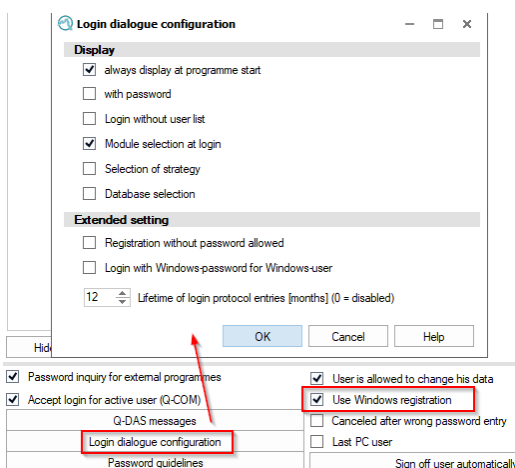 Login dialogue configuration
Display
always display at programme start
with password
Login without user list
Module selection at login
Selection of strategy
Database selection
Extended setting
Registration without password allowed
Login with Windows-password for Windows-user
12 Lifetime of login protocol entries [months] (0 = disabled)
OK Cancel Help
Hide
Password inquiry for external programmes
User is allowed to change his data
Accept login for active user (Q-COM)
Use Windows registration
Q-DAS messages
Canceled after wrong password entry
Login dialogue configuration
Last PC user
Password guidelines
Sign off user automatically